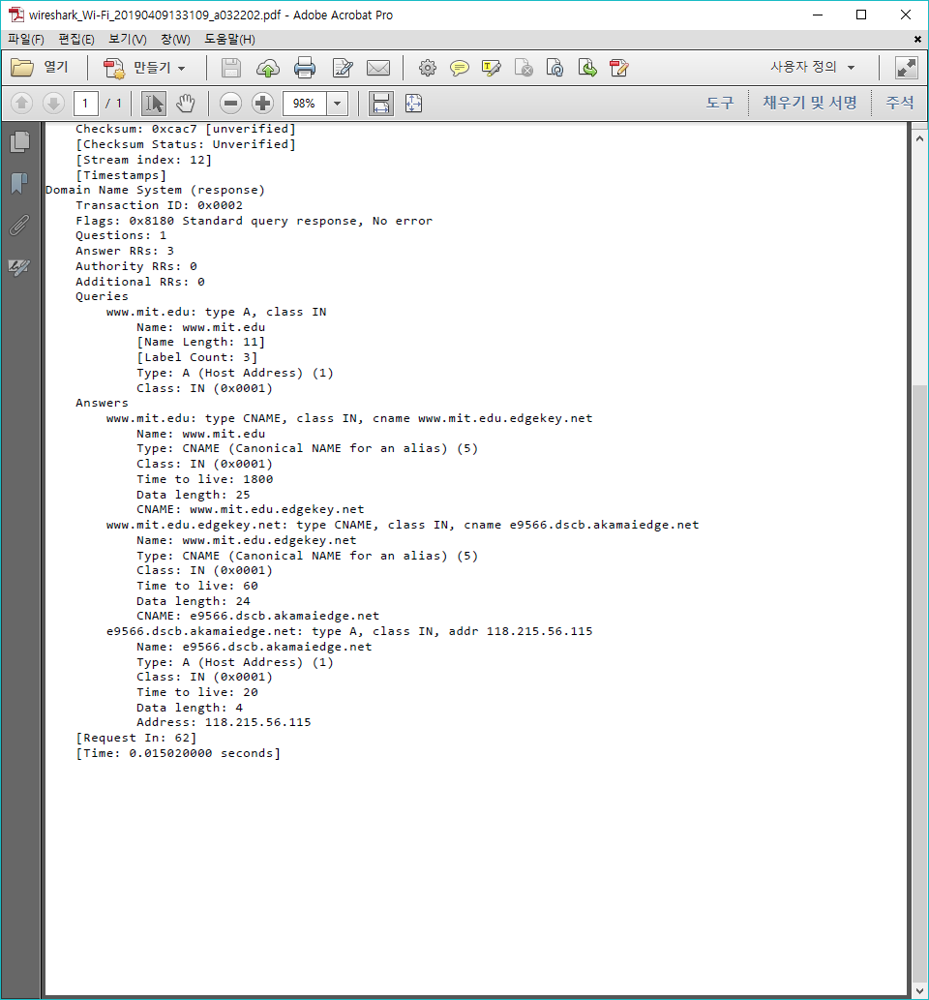 wireshark_Wi-Fi_20190409133109_a032202.pdf - Adobe Acrobat Pro
파일(F) 편집(E) 보기(V) 창(W) 도움말(H)
열기 만들기 사용자 정의
1 / 1 98% 도구 채우기 및 서명 주석
Checksum: 0xcac7 [unverified]
[Checksum Status: Unverified]
[Stream index: 12]
[Timestamps]
Domain Name System (response)
Transaction ID: 0x0002
Flags: 0x8180 Standard query response, No error
Questions: 1
Answer RRs: 3
Authority RRs: 0
Additional RRs: 0
Queries
www.mit.edu: type A, class IN
Name: www.mit.edu
[Name Length: 11]
[Label Count: 3]
Type: A (Host Address) (1)
Class: IN (0x0001)
Answers
www.mit.edu: type CNAME, class IN, cname www.mit.edu.edgekey.net
Name: www.mit.edu
Type: CNAME (Canonical NAME for an alias) (5)
Class: IN (0x0001)
Time to live: 1800
Data length: 25
CNAME: www.mit.edu.edgekey.net
www.mit.edu.edgekey.net: type CNAME, class IN, cname e9566.dscb.akamaiedge.net
Name: www.mit.edu.edgekey.net
Type: CNAME (Canonical NAME for an alias) (5)
Class: IN (0x0001)
Time to live: 60
Data length: 24
CNAME: e9566.dscb.akamaiedge.net
e9566.dscb.akamaiedge.net: type A, class IN, addr 118.215.56.115
Name: e9566.dscb.akamaiedge.net
Type: A (Host Address) (1)
Class: IN (0x0001)
Time to live: 20
Data length: 4
Address: 118.215.56.115
[Request In: 62]
[Time: 0.015020000 seconds]